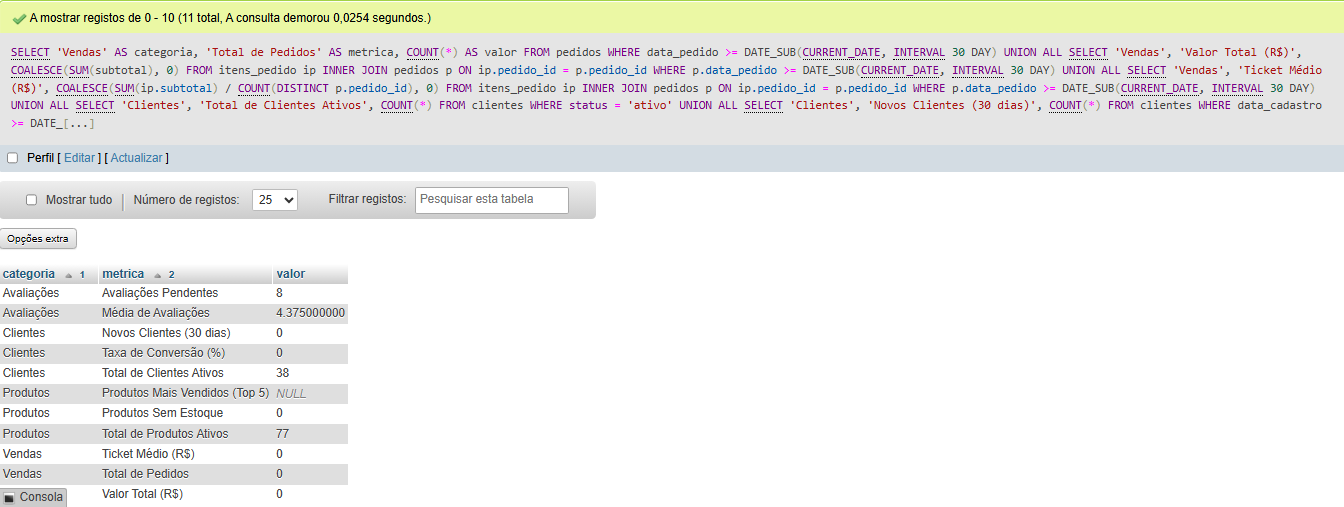 A mostrar registos de 0 - 10 (11 total, A consulta demorou 0,0254 segundos.)
SELECT 'Vendas' AS categoria, 'Total de Pedidos' AS metrica, COUNT(*) AS valor FROM pedidos WHERE data_pedido >= DATE_SUB(CURRENT_DATE, INTERVAL 30 DAY) UNION ALL SELECT 'Vendas', 'Valor Total (R$)',
COALESCE(SUM(subtotal), 0) FROM itens_pedido ip INNER JOIN pedidos p ON ip.pedido_id = p.pedido_id WHERE p.data_pedido >= DATE_SUB(CURRENT_DATE, INTERVAL 30 DAY) UNION ALL SELECT 'Vendas', 'Ticket Médio
(R$)', COALESCE(SUM(ip.subtotal) / COUNT(DISTINCT p.pedido_id), 0) FROM itens_pedido ip INNER JOIN pedidos p ON ip.pedido_id = p.pedido_id WHERE p.data_pedido >= DATE_SUB(CURRENT_DATE, INTERVAL 30 DAY)
UNION ALL SELECT 'Clientes', 'Total de Clientes Ativos', COUNT(*) FROM clientes WHERE status = 'ativo' UNION ALL SELECT 'Clientes', 'Novos Clientes (30 dias)', COUNT(*) FROM clientes WHERE data_cadastro
>= DATE_[...]
Perfil [ Editar ] [ Actualizar ]
Mostrar tudo Número de registos: 25 Filtrar registos: Pesquisar esta tabela
Opções extra
categoria 1 metrica 2 valor
Avaliações Avaliações Pendentes 8
Avaliações Média de Avaliações 4.375000000
Clientes Novos Clientes (30 dias) 0
Clientes Taxa de Conversão (%) 0
Clientes Total de Clientes Ativos 38
Produtos Produtos Mais Vendidos (Top 5) NULL
Produtos Produtos Sem Estoque 0
Produtos Total de Produtos Ativos 77
Vendas Ticket Médio (R$) 0
Vendas Total de Pedidos 0
Consola Valor Total (R$) 0